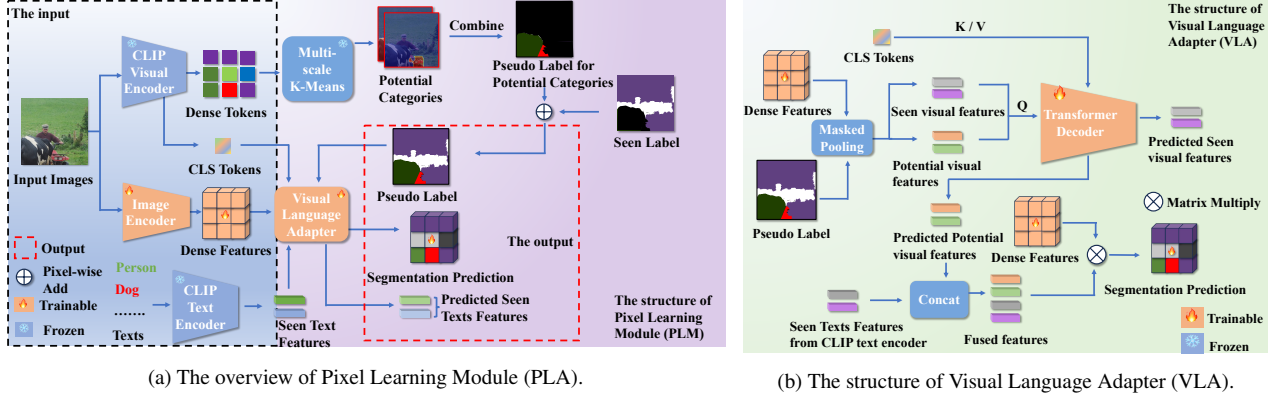 The input
CLIP
Visual
Encoder
Dense Tokens
Multi-
scale
K-Means
Potential
Categories
Combine
Pseudo Label for
Potential Categories
Seen Label
Input Images
CLS Tokens
Pseudo Label
Image
Encoder
Dense Features
Visual
Language
Adapter
The output
Segmentation Prediction
Output
Pixel-wise
Add
Trainable
Frozen
Person
Dog
.......
Texts
CLIP
Text
Encoder
Seen Text
Features
Predicted Seen
Texts Features
The structure of
Pixel Learning
Module (PLM)
(a) The overview of Pixel Learning Module (PLA).
The structure of
Visual Language
Adapter (VLA)
K / V
CLS Tokens
Dense Features
Masked
Pooling
Seen visual features
Q
Transformer
Decoder
Predicted Seen
visual features
Potential visual
features
Pseudo Label
Matrix Multiply
Predicted Potential
visual features
Dense Features
Segmentation Prediction
Concat
Seen Texts Features
from CLIP text encoder
Fused features
Trainable
Frozen
(b) The structure of Visual Language Adapter (VLA).